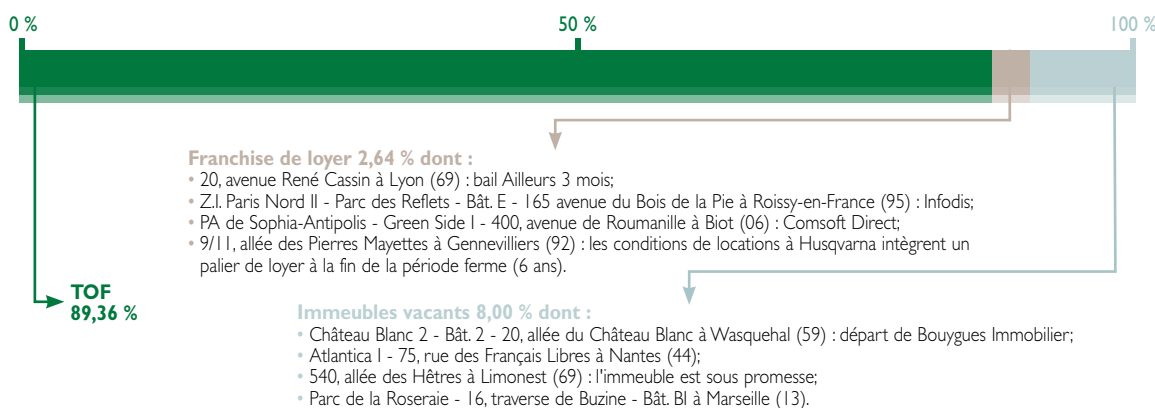 0 % 50 % 100 %
Franchise de loyer 2,64 % dont :
• 20, avenue René Cassin à Lyon (69) : bail Ailleurs 3 mois;
• Z.I. Paris Nord II - Parc des Reflets - Bât. E - 165 avenue du Bois de la Pie à Roissy-en-France (95) : Infodis;
• PA de Sophia-Antipolis - Green Side I - 400, avenue de Roumanille à Biot (06) : Comsoft Direct;
• 9/11, allée des Pierres Mayettes à Gennevilliers (92) : les conditions de locations à Husqvarna intègrent un
palier de loyer à la fin de la période ferme (6 ans).
TOF
89,36 %
Immeubles vacants 8,00 % dont :
• Château Blanc 2 - Bât. 2 - 20, allée du Château Blanc à Wasquehal (59) : départ de Bouygues Immobilier;
• Atlantica I - 75, rue des Français Libres à Nantes (44);
• 540, allée des Hêtres à Limonest (69) : l'immeuble est sous promesse;
• Parc de la Roseraie - 16, traverse de Buzine - Bât. BI à Marseille (13).